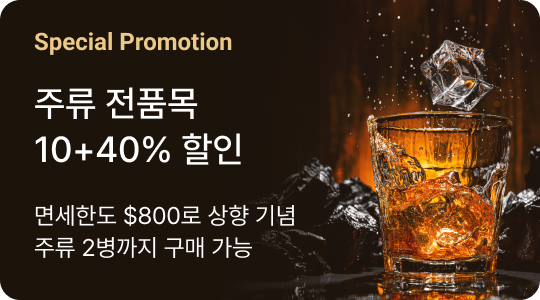 Special Promotion
주류 전품목
10+40% 할인
면세한도 $800로 상향 기념
주류 2병까지 구매 가능